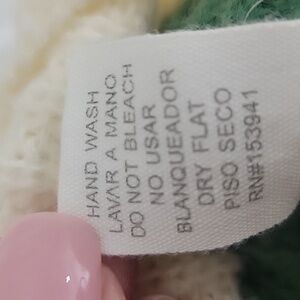 HAND WASH
LAVAR A MANO
DO NOT BLEACH
NO USAR
BLANQUEADOR
DRY FLAT
PISO SECO
RN#153941